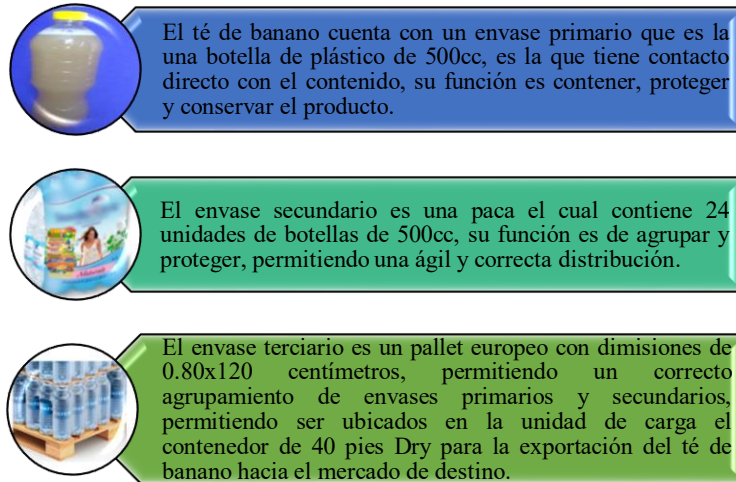 El té de banano cuenta con un envase primario que es la
una botella de plástico de 500cc, es la que tiene contacto
directo con el contenido, su función es contener, proteger
y conservar el producto.
El envase secundario es una paca el cual contiene 24
unidades de botellas de 500cc, su función es de agrupar y
proteger, permitiendo una ágil y correcta distribución.
El envase terciario es un pallet europeo con dimisiones de
0.80x120 centímetros, permitiendo un correcto
agrupamiento de envases primarios y secundarios,
permitiendo ser ubicados en la unidad de carga el
contenedor de 40 pies Dry para la exportación del té de
banano hacia el mercado de destino.